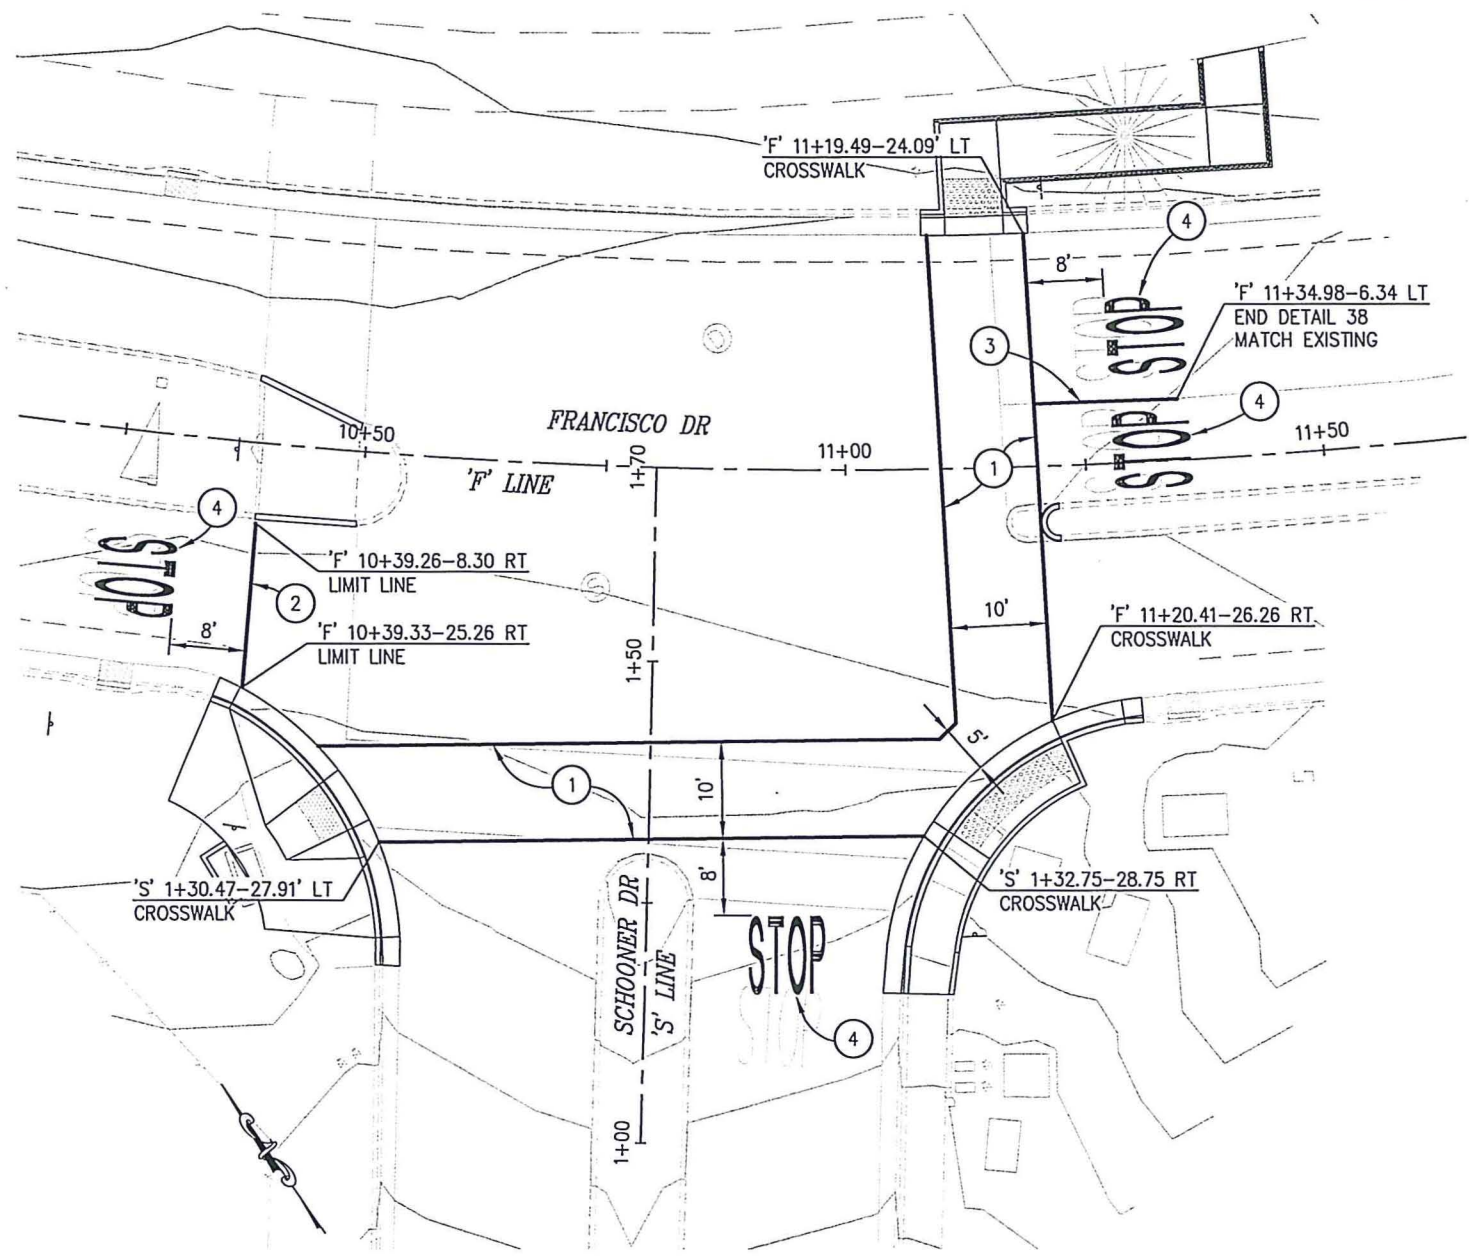 'F' 11+19.49-24.09' LT
CROSSWALK
4
8'
'F' 11+34.98-6.34 LT
END DETAIL 38
MATCH EXISTING
STOP
3
4
STOP
FRANCISCO DR
10+50
1+70
11+00
11+50
'F' LINE
1
4
STOP
'F' 10+39.26-8.30 RT
LIMIT LINE
2
8'
'F' 10+39.33-25.26 RT
LIMIT LINE
10'
'F' 11+20.41-26.26 RT
CROSSWALK
1+50
5'
1
10'
8'
'S' 1+30.47-27.91' LT
CROSSWALK
'S' 1+32.75-28.75 RT
CROSSWALK
SCHOONER DR
'S' LINE
STOP
STOP
4
1+00